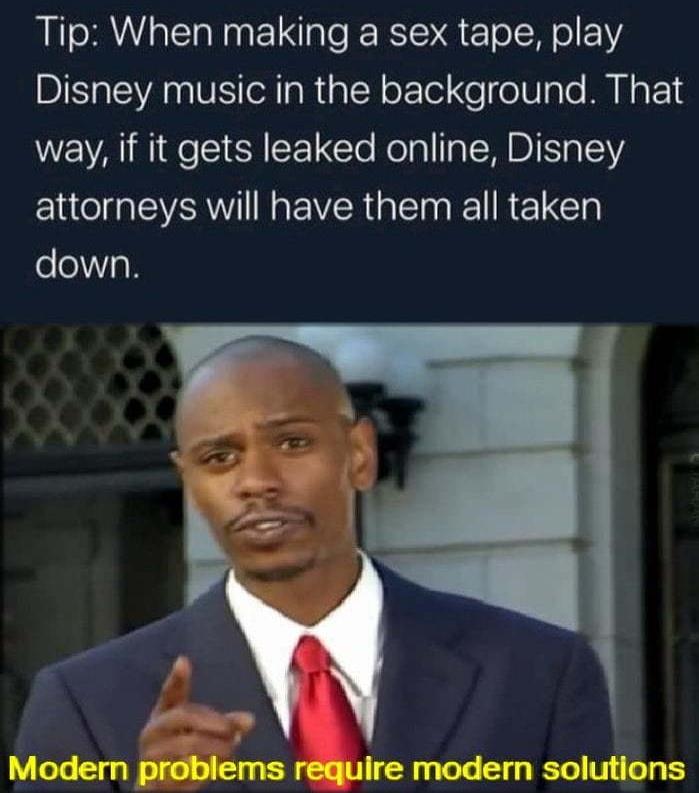 Tip: When making a sex tape, play
Disney music in the background. That
way, if it gets leaked online, Disney
attorneys will have them all taken
down.
Modern problems require modern solutions